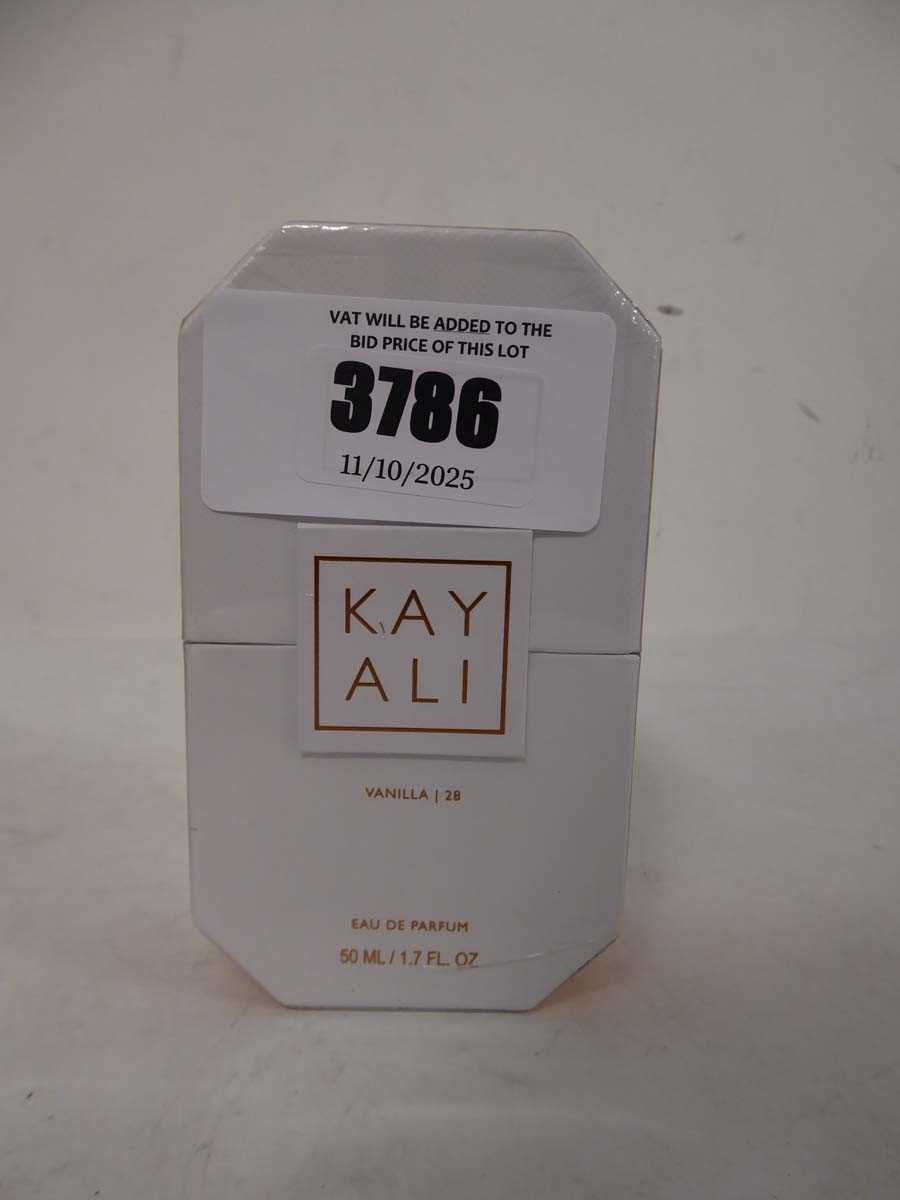 VAT WILL BE ADDED TO THE
BID PRICE OF THIS LOT
3786
11/10/2025
KAY
ALI
VANILLA | 28
EAU DE PARFUM
50 ML / 1.7 FL. OZ